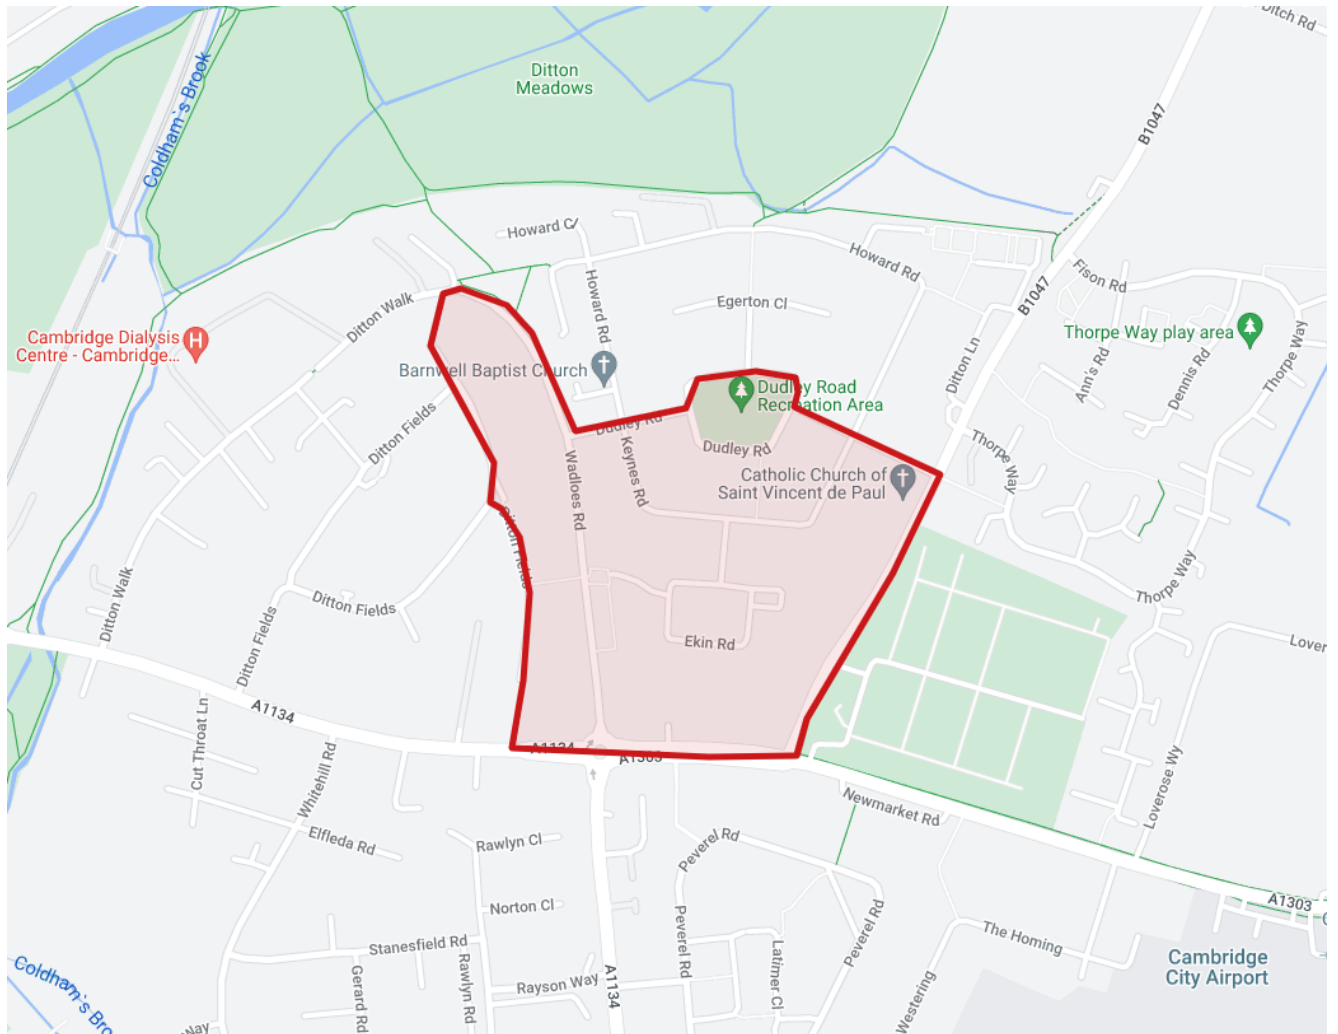 Ditch Rd
Ditton
Meadows
Coldham`s Brook
B1047
Howard Cl
Howard Rd
Fison Rd
Ditton Walk
Howard Rd
Egerton Cl
B1047
Cambridge Dialysis
Centre - Cambridge...
Thorpe Way play area
Thorpe Way
Ditton Ln
Ann's Rd
Dennis Rd
Barnwell Baptist Church
Dudley Road
Recreation Area
Ditton Fields
Dudley Rd
Keynes Rd
Dudley Rd
Thorpe Way
Catholic Church of
Saint Vincent de Paul
Wadloes Rd
Ditton Fields
Ditton Walk
Ditton Fields
Thorpe Way
Ditton Fields
Ekin Rd
Lover
A1134
Cut Throat Ln
Whitehill Rd
A1134
A1303
Loverose Wy
Newmarket Rd
Elfleda Rd
Rawlyn Cl
Peverel Rd
Norton Cl
A1303
Peverel Rd
Peverel Rd
The Homing
Stanesfield Rd
Latimer Cl
Cambridge
City Airport
Coldham`s Bro
Gerard Rd
Rawlyn Rd
Rayson Way
A1134
Westering
Way